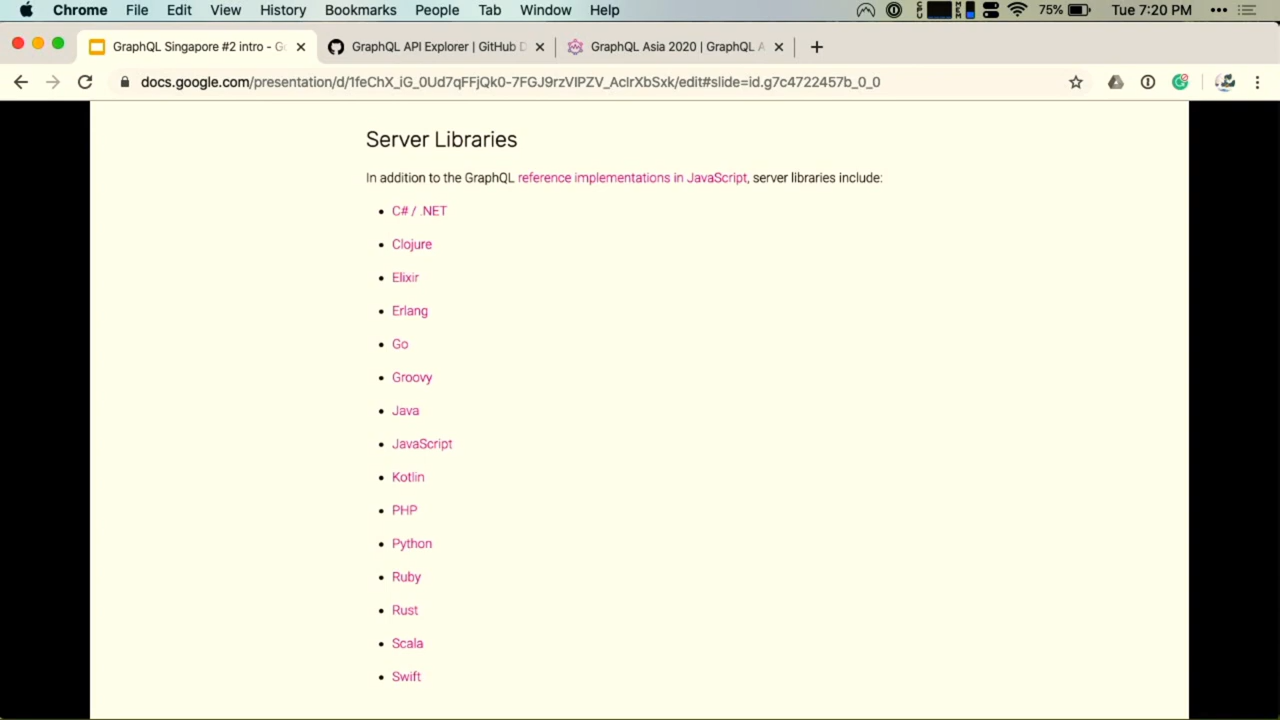 Chrome File Edit View History Bookmarks People Tab Window Help 75% Tue 7:20 PM
GraphQL Singapore #2 intro - Go GraphQL API Explorer | GitHub D GraphQL Asia 2020 | GraphQL A
docs.google.com/presentation/d/1feChX_iG_0Ud7qFFjQk0-7FGJ9rzVIPZV_AclrXbSxk/edit#slide=id.g7c4722457b_0_0
Server Libraries
In addition to the GraphQL reference implementations in JavaScript, server libraries include:
• C# / .NET
• Clojure
• Elixir
• Erlang
• Go
• Groovy
• Java
• JavaScript
• Kotlin
• PHP
• Python
• Ruby
• Rust
• Scala
• Swift